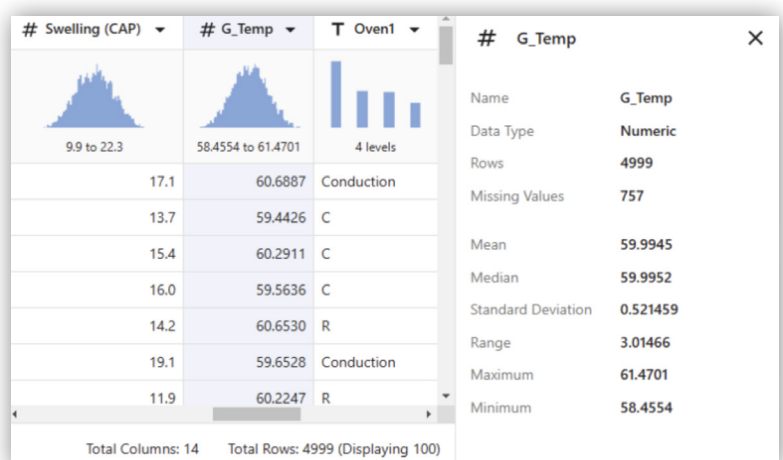 # Swelling (CAP)
# G_Temp
T Oven1
9.9 to 22.3
58.4554 to 61.4701
4 levels
17.1 60.6887 Conduction
13.7 59.4426 C
15.4 60.2911 C
16.0 59.5636 C
14.2 60.6530 R
19.1 59.6528 Conduction
11.9 60.2247 R
Total Columns: 14 Total Rows: 4999 (Displaying 100)
# G_Temp
Name G_Temp
Data Type Numeric
Rows 4999
Missing Values 757
Mean 59.9945
Median 59.9952
Standard Deviation 0.521459
Range 3.01466
Maximum 61.4701
Minimum 58.4554